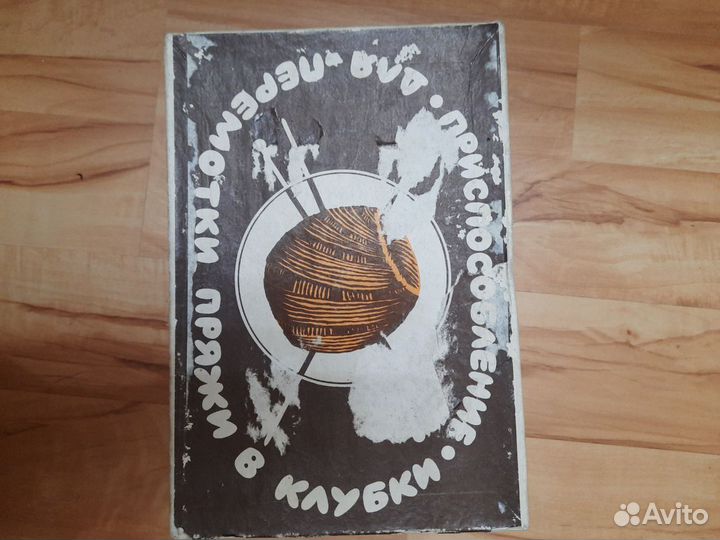 ПРИСПОСОБЛЕНИЕ • ДЛЯ ПЕРЕМОТКИ ПРЯЖИ В КЛУБКИ •
Avito